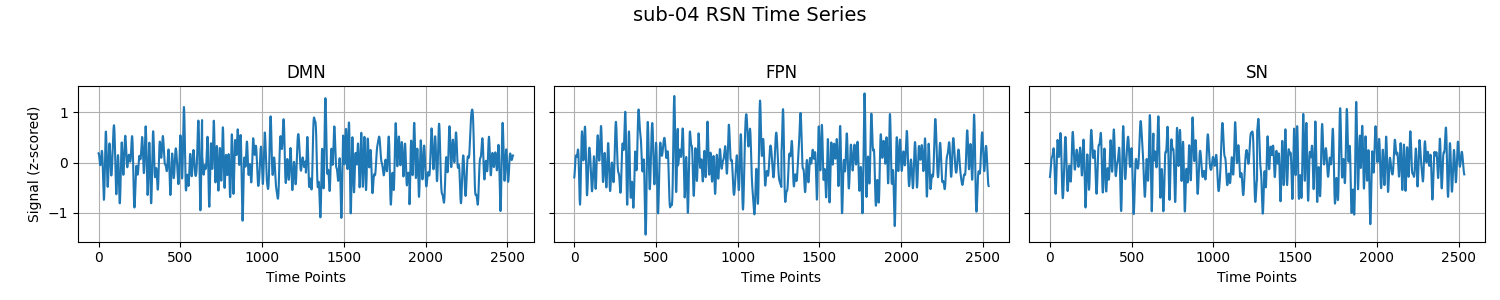 sub-04 RSN Time Series
DMN
FPN
SN
Signal (z-scored)
1
0
−1
0 500 1000 1500 2000 2500
0 500 1000 1500 2000 2500
0 500 1000 1500 2000 2500
Time Points
Time Points
Time Points